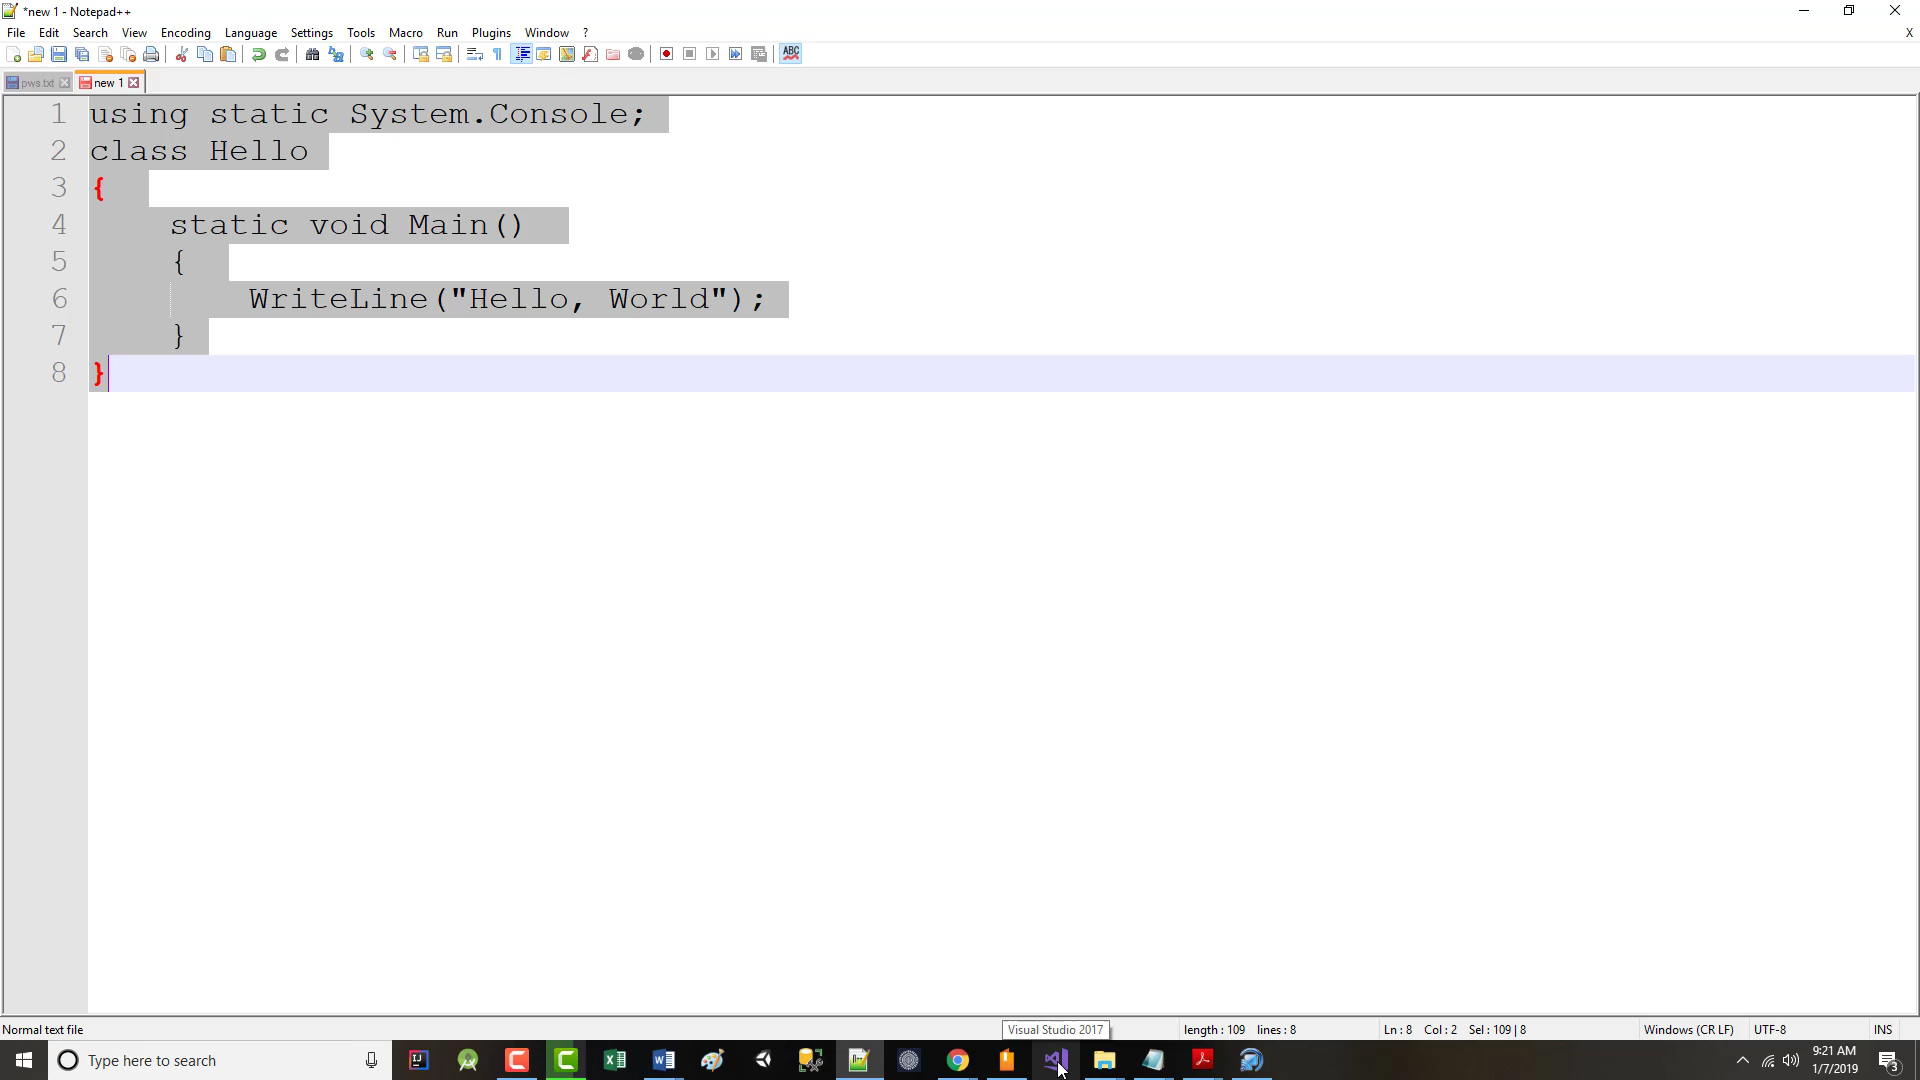 *new 1 - Notepad++
File Edit Search View Encoding Language Settings Tools Macro Run Plugins Window ? X
ABC
pws.txt new 1
1 using static System.Console;
2 class Hello
3 {
4 static void Main()
5 {
6 WriteLine("Hello, World");
7 }
8 }
Visual Studio 2017
Normal text file length : 109 lines : 8 Ln : 8 Col : 2 Sel : 109 | 8 Windows (CR LF) UTF-8 INS
Type here to search
9:21 AM
1/7/2019
3